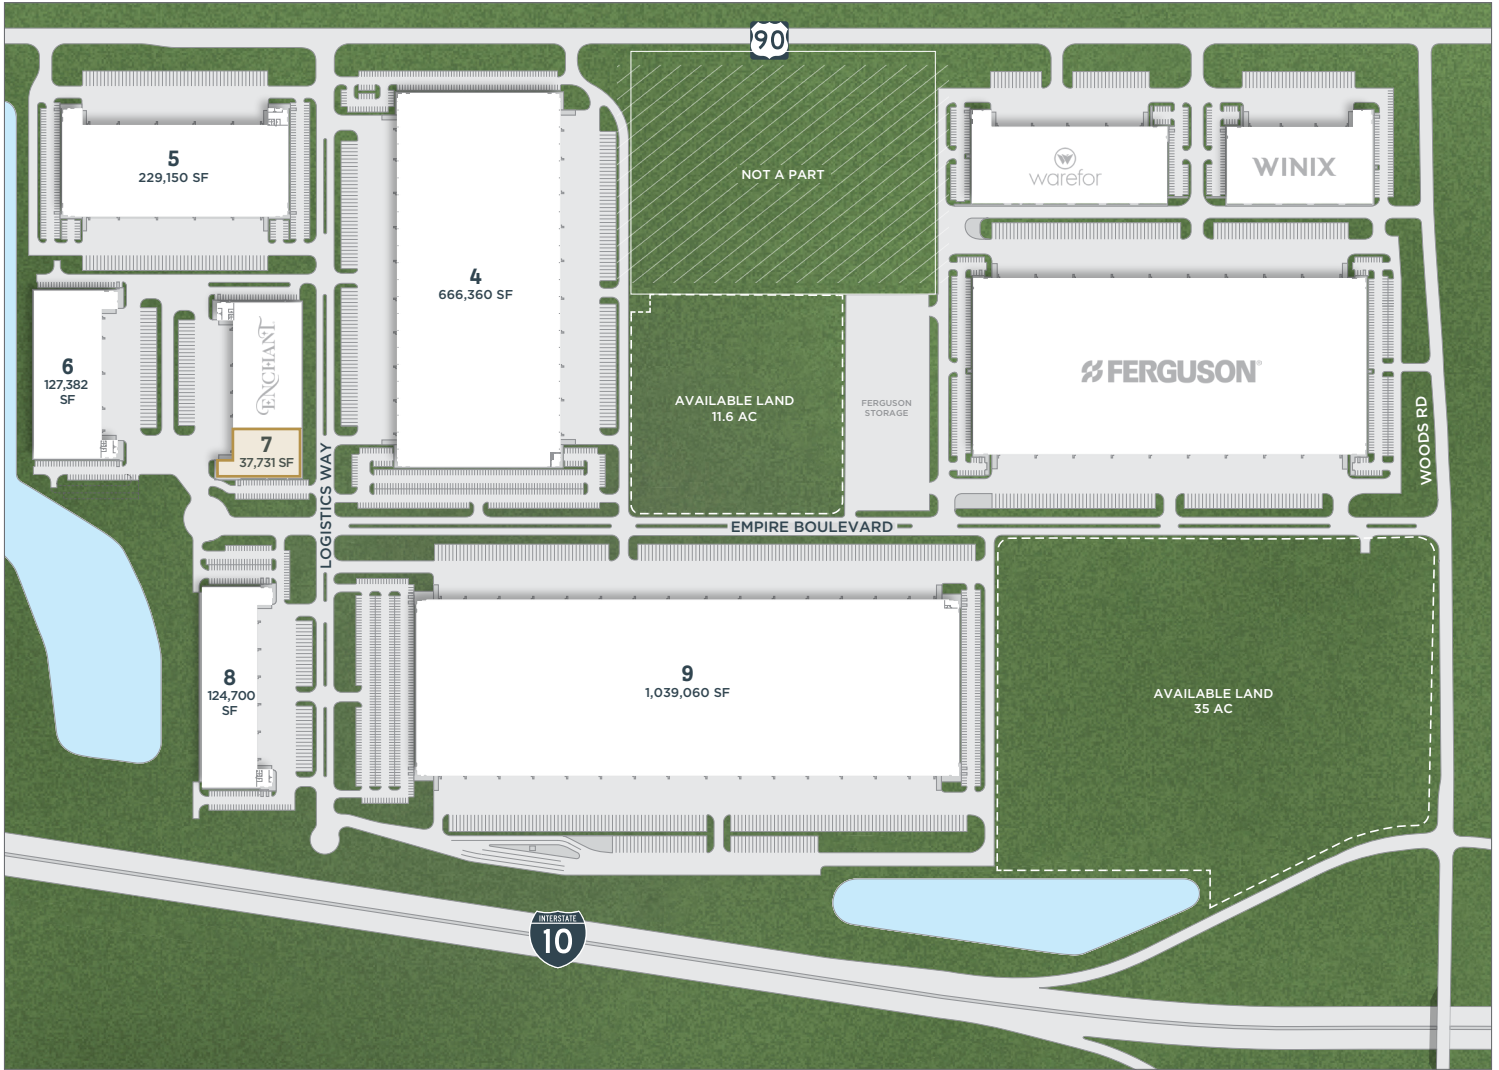 90
5
229,150 SF
NOT A PART
warefor
WINIX
4
666,360 SF
6
127,382
SF
ENCHANT
7
37,731 SF
LOGISTICS WAY
AVAILABLE LAND
11.6 AC
FERGUSON
STORAGE
FERGUSON®
WOODS RD
EMPIRE BOULEVARD
8
124,700
SF
9
1,039,060 SF
AVAILABLE LAND
35 AC
INTERSTATE
10